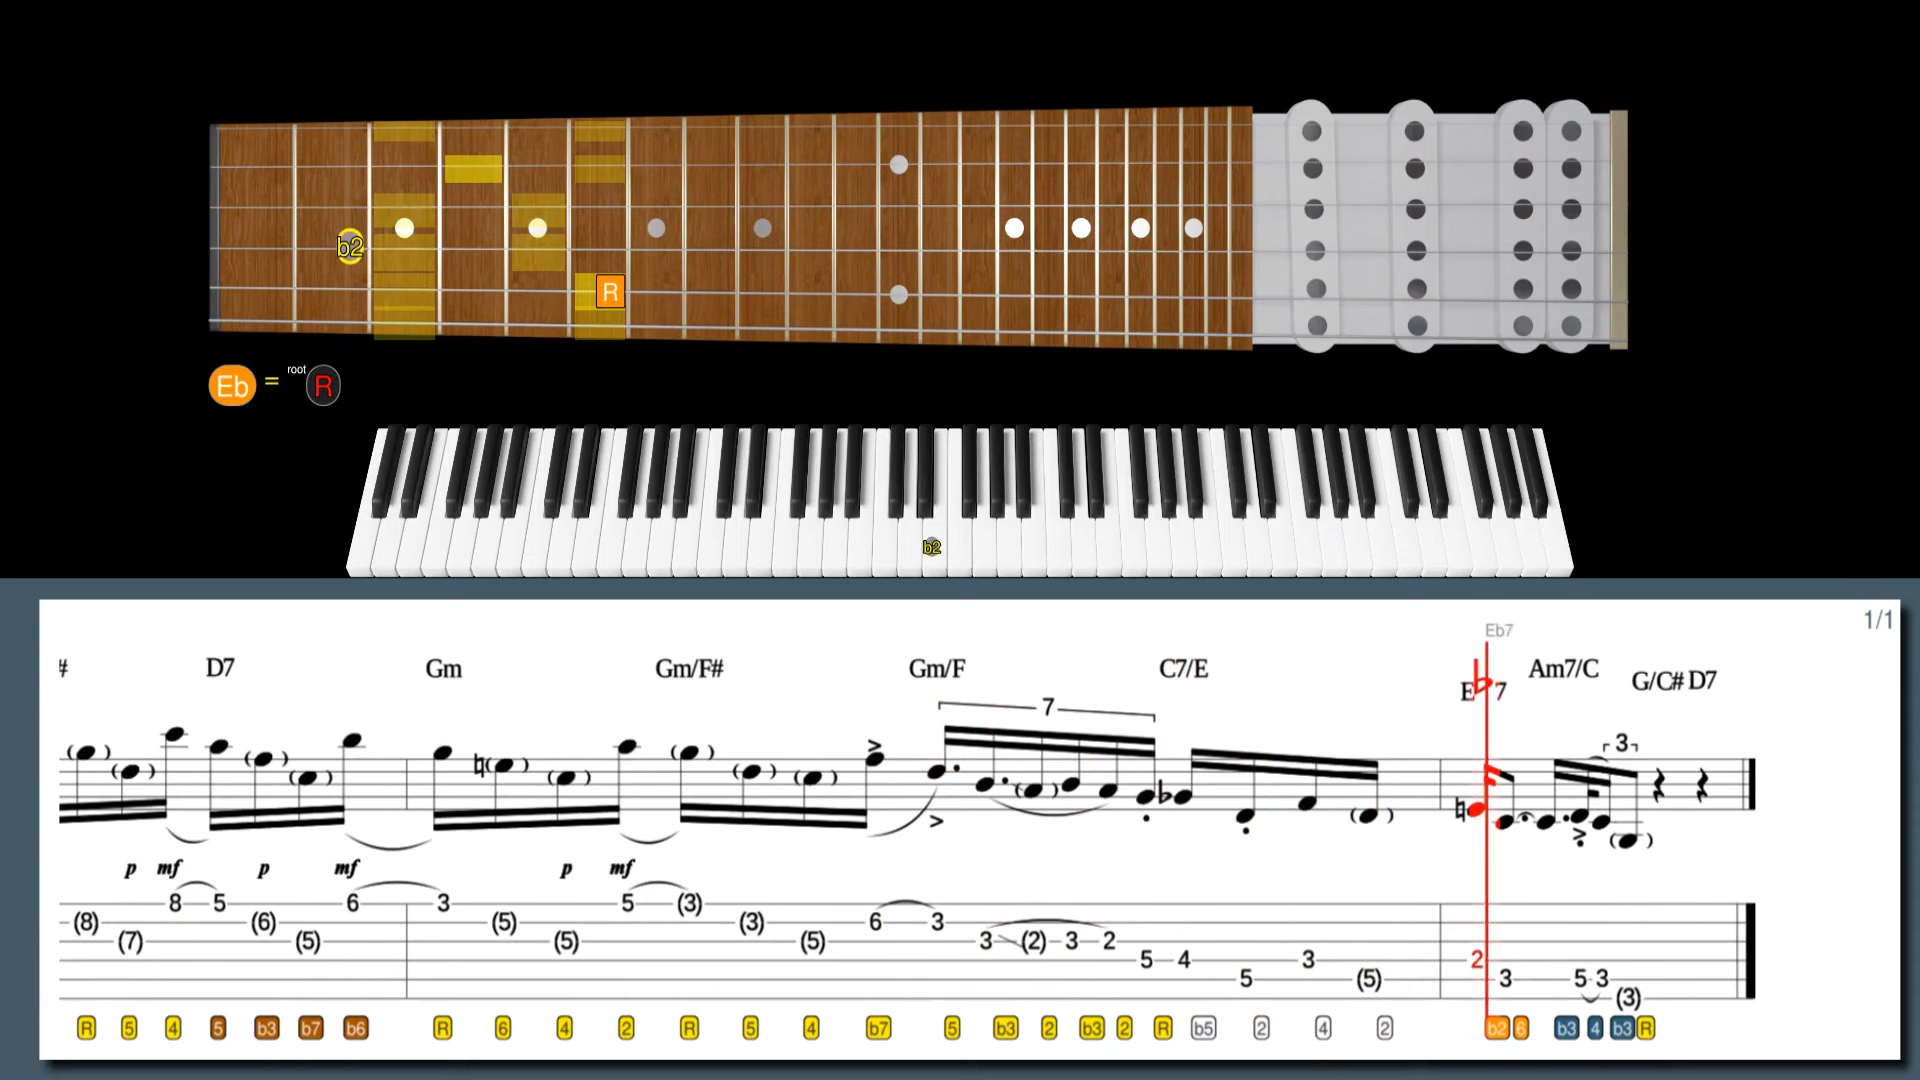 b2
R
Eb = root R
b2
1/1
Eb7
# D7 Gm Gm/F# Gm/F C7/E E♭7 Am7/C G/C# D7
7
3
p mf p mf p mf
8 5 6 3 5 (3)
(8) (6) (5) (3) 6 3
(7) (5) (5) (5) 3 (2) 3 2
5 4 3 2
5 (5) 3 5 3
(3)
R 5 4 5 b3 b7 b6 R 6 4 2 R 5 4 b7 5 b3 2 b3 2 R b5 2 4 2 b2 6 b3 4 b3 R